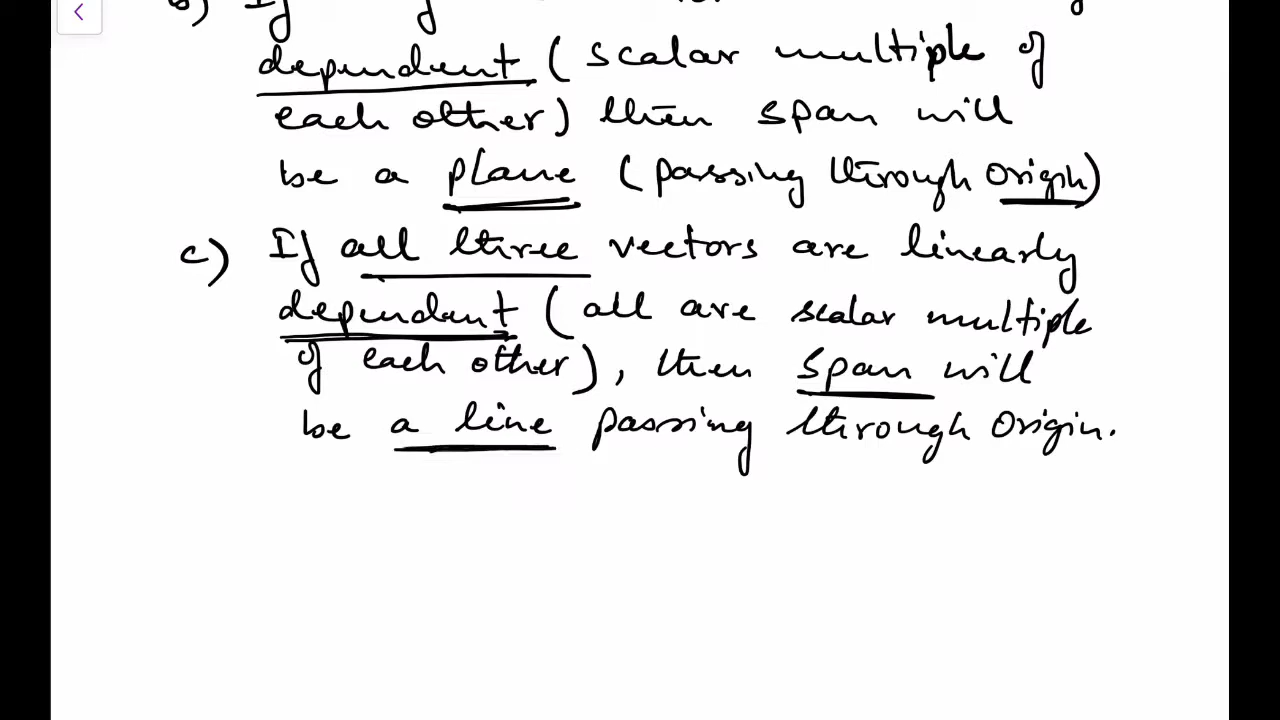 b) If
dependent ( scalar multiple of
each other) then span will
be a plane (passing through origin)
c) If all three vectors are linearly
dependent ( all are scalar multiple
of each other), then span will
be a line passing through origin.